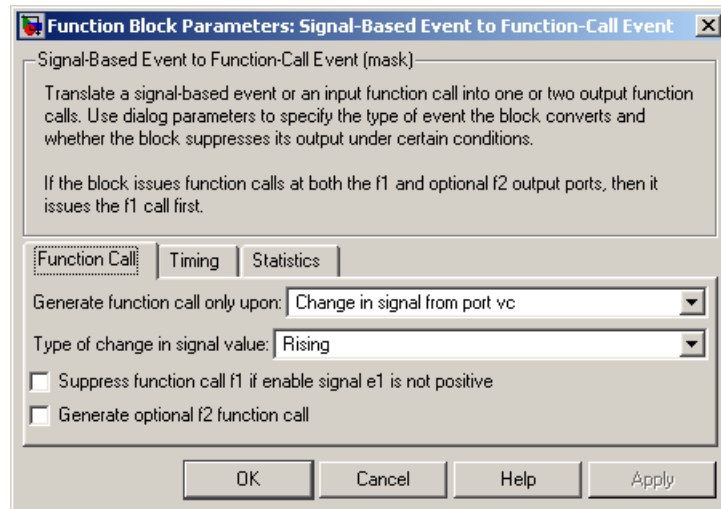 Function Block Parameters: Signal-Based Event to Function-Call Event
Signal-Based Event to Function-Call Event (mask)
Translate a signal-based event or an input function call into one or two output function
calls. Use dialog parameters to specify the type of event the block converts and
whether the block suppresses its output under certain conditions.
If the block issues function calls at both the f1 and optional f2 output ports, then it
issues the f1 call first.
Function Call Timing Statistics
Generate function call only upon: Change in signal from port vc
Type of change in signal value: Rising
Suppress function call f1 if enable signal e1 is not positive
Generate optional f2 function call
OK Cancel Help Apply